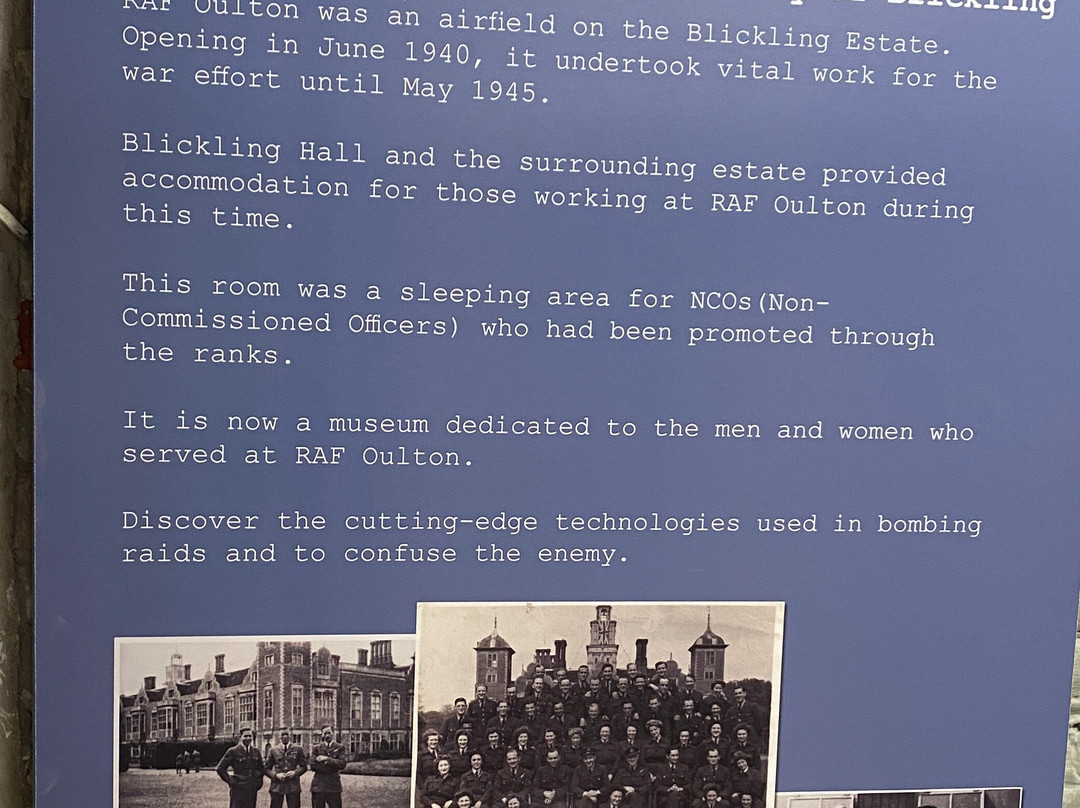 Blickling
RAF Oulton was an airfield on the Blickling Estate.
Opening in June 1940, it undertook vital work for the
war effort until May 1945.
Blickling Hall and the surrounding estate provided
accommodation for those working at RAF Oulton during
this time.
This room was a sleeping area for NCOs(Non-
Commissioned Officers) who had been promoted through
the ranks.
It is now a museum dedicated to the men and women who
served at RAF Oulton.
Discover the cutting-edge technologies used in bombing
raids and to confuse the enemy.